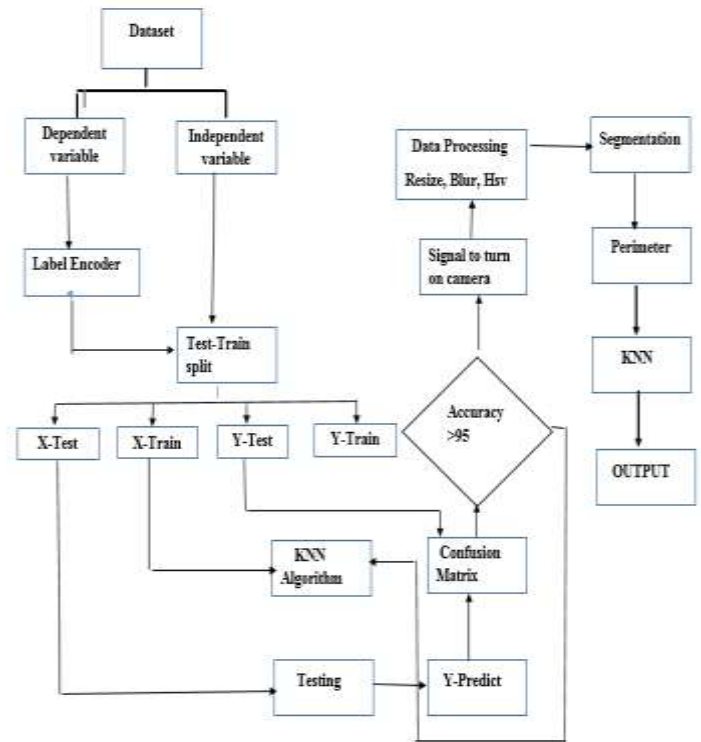 Dataset
Dependent
variable
Independent
variable
Data Processing
Resize, Blur, Hsv
Segmentation
Label Encoder
Signal to turn
on camera
Perimeter
Test-Train
split
KNN
Accuracy
>95
X-Test
X-Train
Y-Test
Y-Train
OUTPUT
KNN
Algorithm
Confusion
Matrix
Testing
Y-Predict